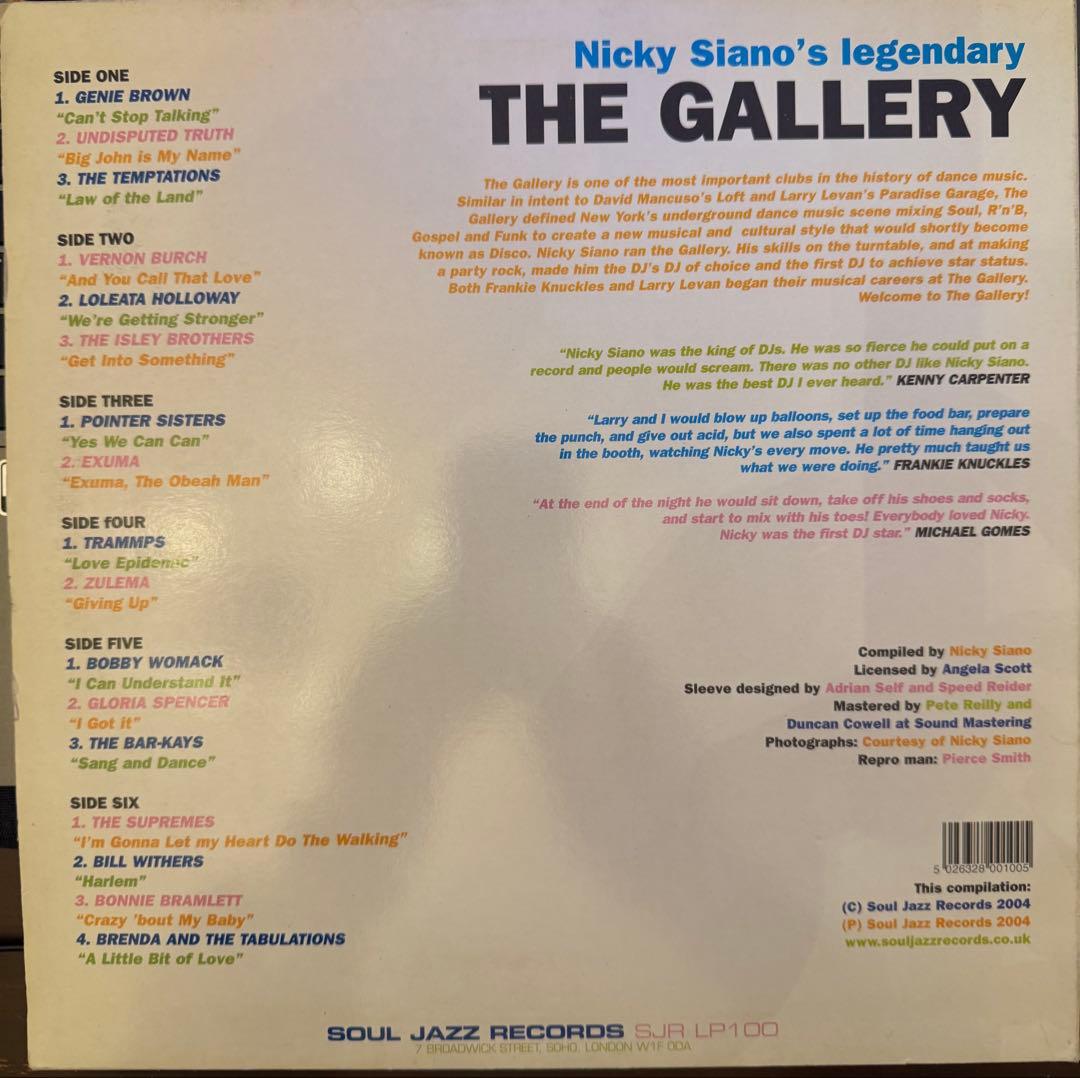 SIDE ONE
1. GENIE BROWN
“Can’t Stop Talking”
2. UNDISPUTED TRUTH
“Big John is My Name”
3. THE TEMPTATIONS
“Law of the Land”
SIDE TWO
1. VERNON BURCH
“And You Call That Love”
2. LOLEATA HOLLOWAY
“We’re Getting Stronger”
3. THE ISLEY BROTHERS
“Get Into Something”
SIDE THREE
1. POINTER SISTERS
“Yes We Can Can”
2. EXUMA
“Exuma, The Obeah Man”
SIDE FOUR
1. TRAMMPS
“Love Epidemic”
2. ZULEMA
“Giving Up”
SIDE FIVE
1. BOBBY WOMACK
“I Can Understand It”
2. GLORIA SPENCER
“I Got it”
3. THE BAR-KAYS
“Sang and Dance”
SIDE SIX
1. THE SUPREMES
“I’m Gonna Let my Heart Do The Walking”
2. BILL WITHERS
“Harlem”
3. BONNIE BRAMLETT
“Crazy ’bout My Baby”
4. BRENDA AND THE TABULATIONS
“A Little Bit of Love”
Nicky Siano’s legendary
THE GALLERY
The Gallery is one of the most important clubs in the history of dance music.
Similar in intent to David Mancuso’s Loft and Larry Levan’s Paradise Garage, The
Gallery defined New York’s underground dance music scene mixing Soul, R’n’B,
Gospel and Funk to create a new musical and cultural style that would shortly become
known as Disco. Nicky Siano ran the Gallery. His skills on the turntable, and at making
a party rock, made him the DJ’s DJ of choice and the first DJ to achieve star status.
Both Frankie Knuckles and Larry Levan began their musical careers at The Gallery.
Welcome to The Gallery!
“Nicky Siano was the king of DJs. He was so fierce he could put on a
record and people would scream. There was no other DJ like Nicky Siano.
He was the best DJ I ever heard.” KENNY CARPENTER
“Larry and I would blow up balloons, set up the food bar, prepare
the punch, and give out acid, but we also spent a lot of time hanging out
in the booth, watching Nicky’s every move. He pretty much taught us
what we were doing.” FRANKIE KNUCKLES
“At the end of the night he would sit down, take off his shoes and socks,
and start to mix with his toes! Everybody loved Nicky.
Nicky was the first DJ star.” MICHAEL GOMES
Compiled by Nicky Siano
Licensed by Angela Scott
Sleeve designed by Adrian Self and Speed Reider
Mastered by Pete Reilly and
Duncan Cowell at Sound Mastering
Photographs: Courtesy of Nicky Siano
Repro man: Pierce Smith
5 026328 001005
This compilation:
(C) Soul Jazz Records 2004
(P) Soul Jazz Records 2004
www.souljazzrecords.co.uk
SOUL JAZZ RECORDS SJR LP100
7 BROADWICK STREET, SOHO, LONDON W1F 0DA